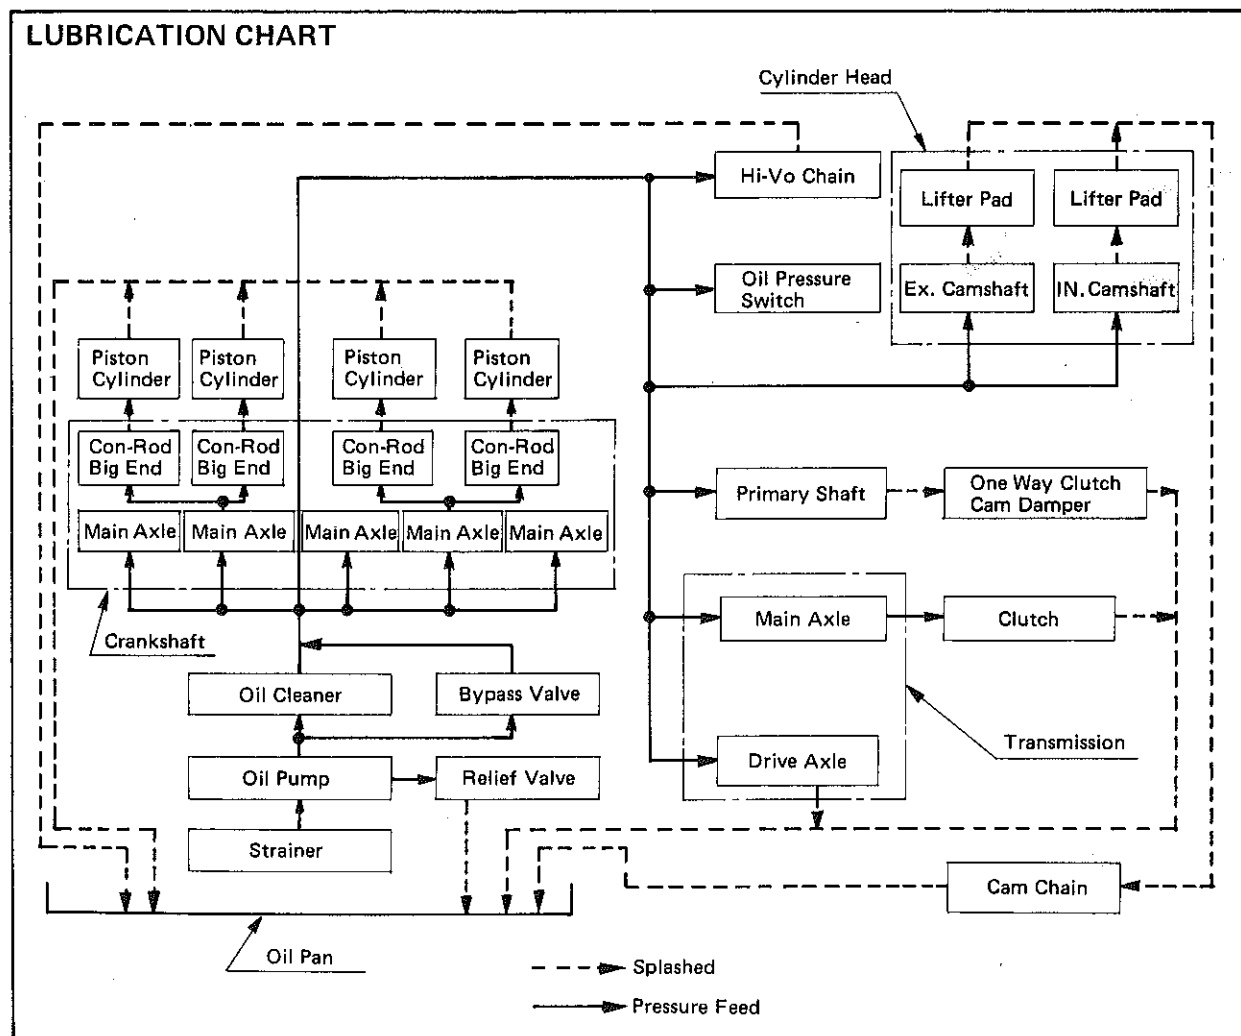 LUBRICATION CHART
Cylinder Head
Hi-Vo Chain
Lifter Pad
Lifter Pad
Oil Pressure
Switch
Ex. Camshaft
IN. Camshaft
Piston
Cylinder
Piston
Cylinder
Piston
Cylinder
Piston
Cylinder
Con-Rod
Big End
Con-Rod
Big End
Con-Rod
Big End
Con-Rod
Big End
Primary Shaft
One Way Clutch
Cam Damper
Main Axle
Main Axle
Main Axle
Main Axle
Main Axle
Main Axle
Clutch
Crankshaft
Oil Cleaner
Bypass Valve
Transmission
Oil Pump
Relief Valve
Drive Axle
Strainer
Cam Chain
Oil Pan
Splashed
Pressure Feed